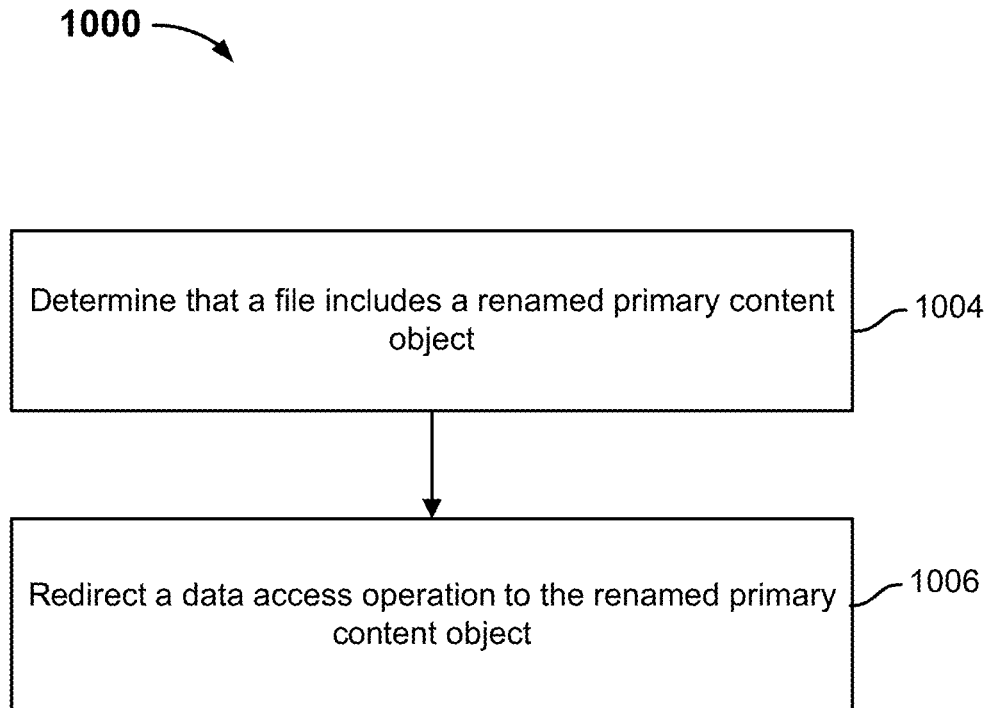 1000
Determine that a file includes a renamed primary content
object
1004
Redirect a data access operation to the renamed primary
content object
1006